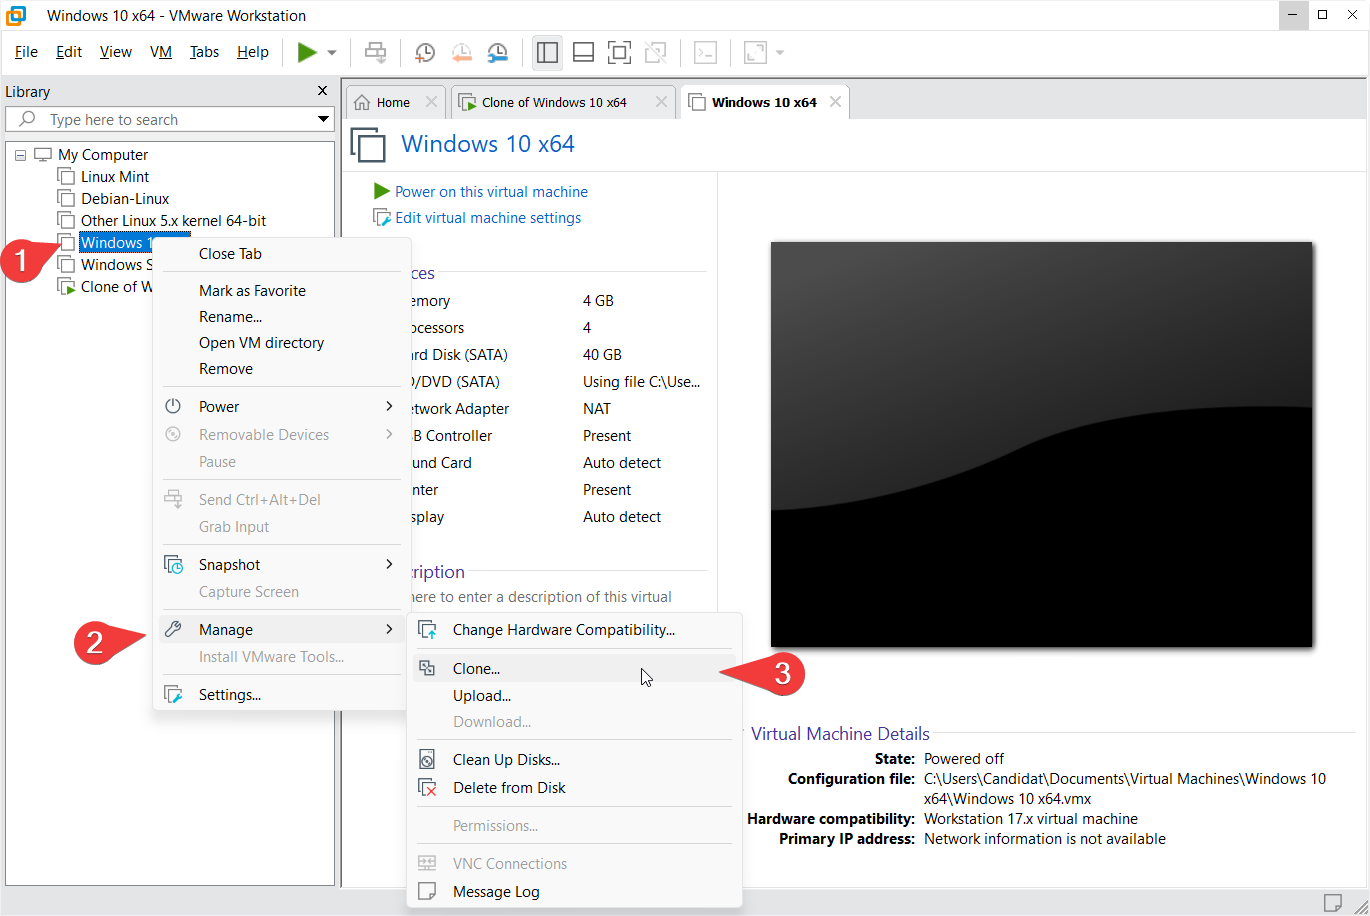 Windows 10 x64 - VMware Workstation
File Edit View VM Tabs Help
Library
Type here to search
My Computer
Linux Mint
Debian-Linux
Other Linux 5.x kernel 64-bit
Windows 1
Windows S
Clone of W
1
Close Tab
Mark as Favorite
Rename...
Open VM directory
Remove
Power
Removable Devices
Pause
Send Ctrl+Alt+Del
Grab Input
Snapshot
Capture Screen
2
Manage
Install VMware Tools...
Settings...
Change Hardware Compatibility...
Clone...
3
Upload...
Download...
Clean Up Disks...
Delete from Disk
Permissions...
VNC Connections
Message Log
Home
Clone of Windows 10 x64
Windows 10 x64
Windows 10 x64
Power on this virtual machine
Edit virtual machine settings
ces
emory 4 GB
ocessors 4
rd Disk (SATA) 40 GB
D/DVD (SATA) Using file C:\Use...
twork Adapter NAT
B Controller Present
und Card Auto detect
nter Present
splay Auto detect
cription
here to enter a description of this virtual
Virtual Machine Details
State: Powered off
Configuration file: C:\Users\Candidat\Documents\Virtual Machines\Windows 10
x64\Windows 10 x64.vmx
Hardware compatibility: Workstation 17.x virtual machine
Primary IP address: Network information is not available